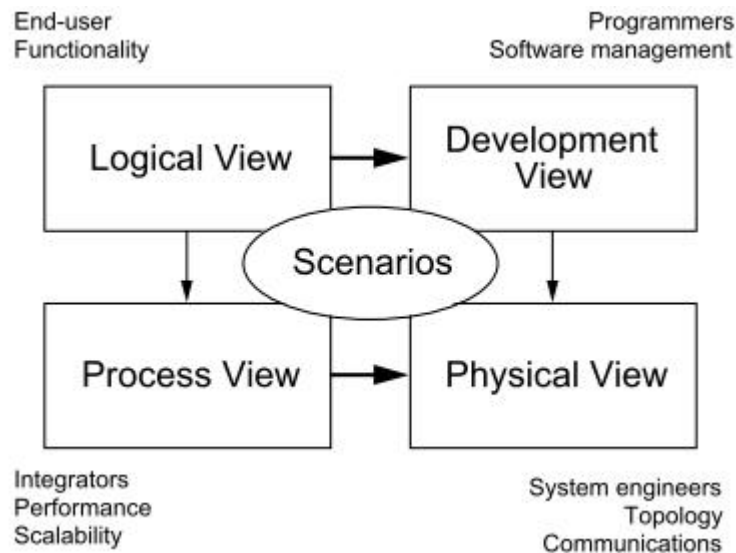 End-user
Functionality
Programmers
Software management
Logical View
Development
View
Scenarios
Process View
Physical View
Integrators
Performance
Scalability
System engineers
Topology
Communications